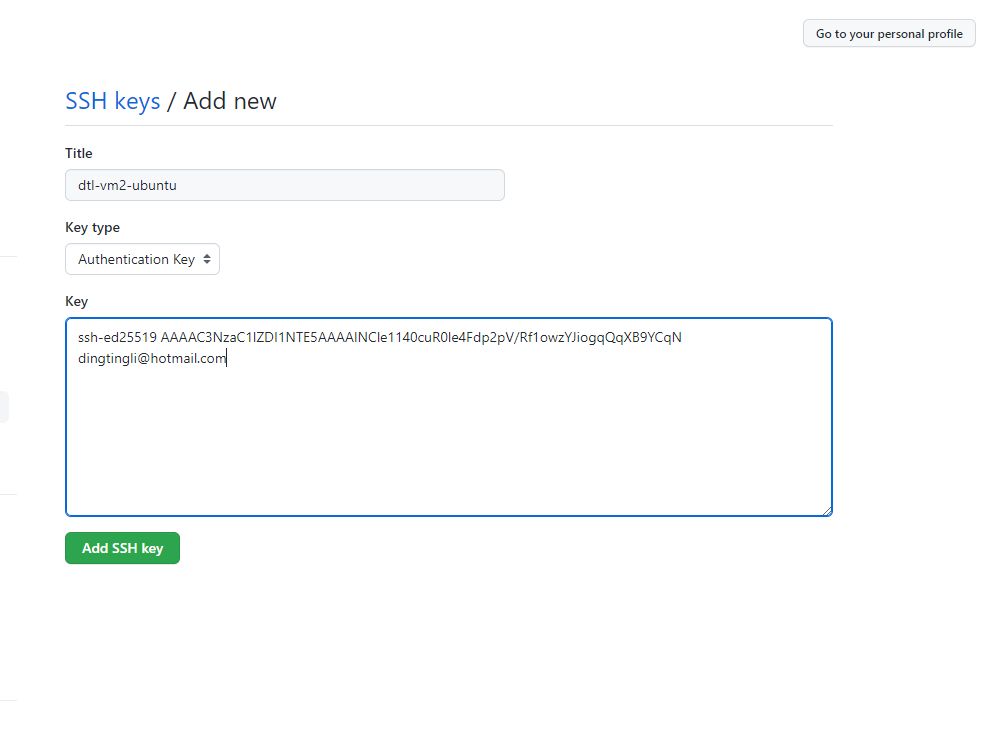 Go to your personal profile
SSH keys / Add new
Title
dtl-vm2-ubuntu
Key type
Authentication Key
Key
ssh-ed25519 AAAAC3NzaC1lZDI1NTE5AAAAINCIe1140cuR0Ie4Fdp2pV/Rf1owzYJiogqQqXB9YCqN
dingtingli@hotmail.com
Add SSH key